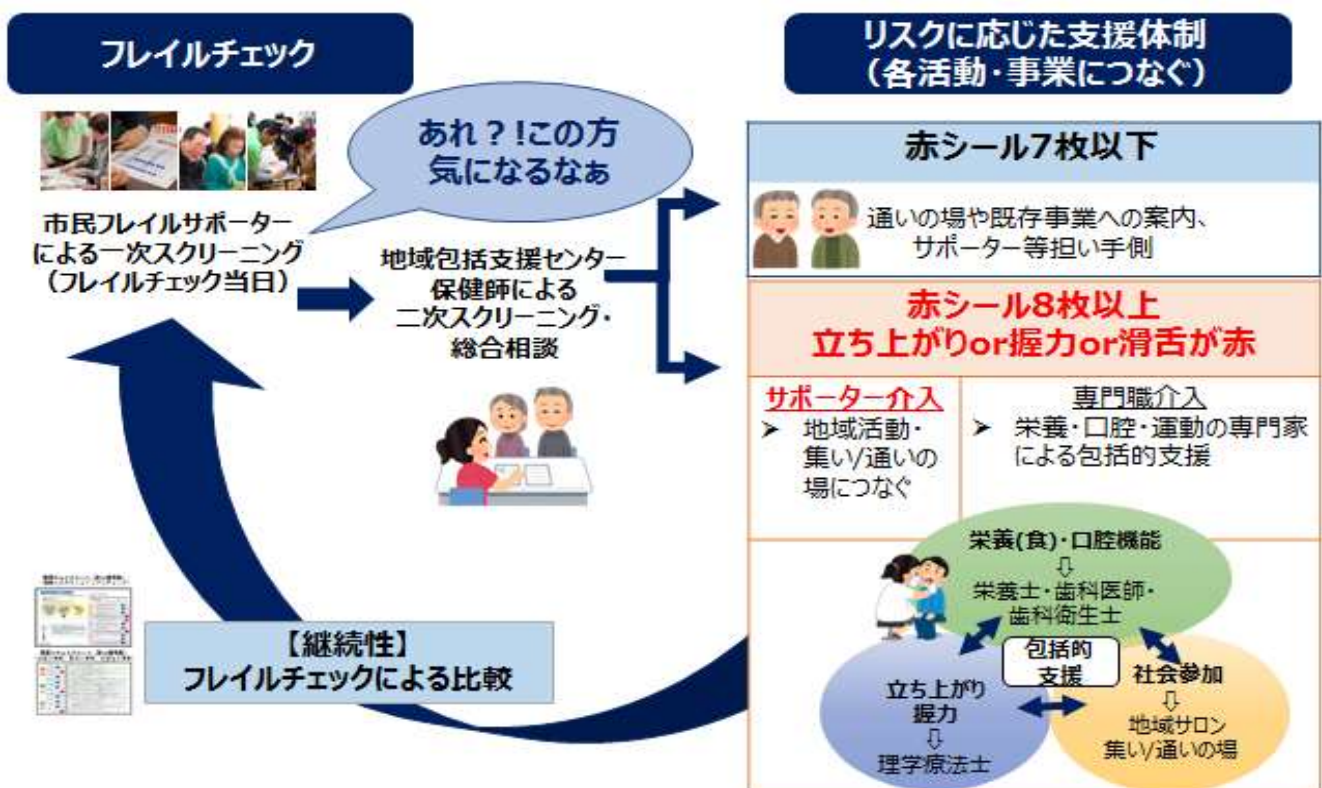 フレイルチェック
リスクに応じた支援体制
（各活動・事業につなぐ）
あれ？！この方
気になるなぁ
市民フレイルサポーター
による一次スクリーニング
（フレイルチェック当日）
地域包括支援センター
保健師による
二次スクリーニング・
総合相談
赤シール7枚以下
通いの場や既存事業への案内、
サポーター等担い手側
赤シール8枚以上
立ち上がりor握力or滑舌が赤
サポーター介入
➢ 地域活動・
集い/通いの
場につなぐ
専門職介入
➢ 栄養・口腔・運動の専門家
による包括的支援
栄養(食)・口腔機能
⇩
栄養士・歯科医師・
歯科衛生士
包括的
支援
立ち上がり
握力
⇩
理学療法士
社会参加
⇩
地域サロン
集い/通いの場
【継続性】
フレイルチェックによる比較